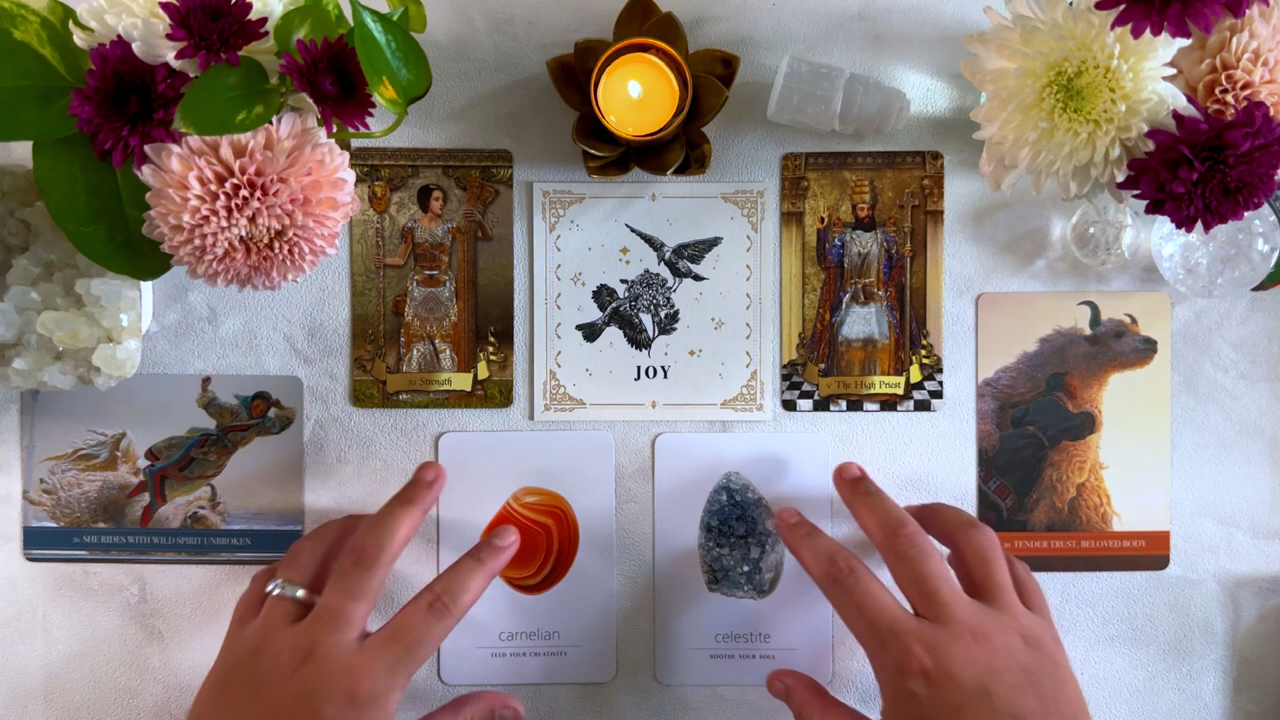 XI Strength
JOY
V The High Priest
26. SHE RIDES WITH WILD SPIRIT UNBROKEN
TENDER TRUST, BELOVED BODY
carnelian
FEED YOUR CREATIVITY
celestite
SOOTHE YOUR SOUL